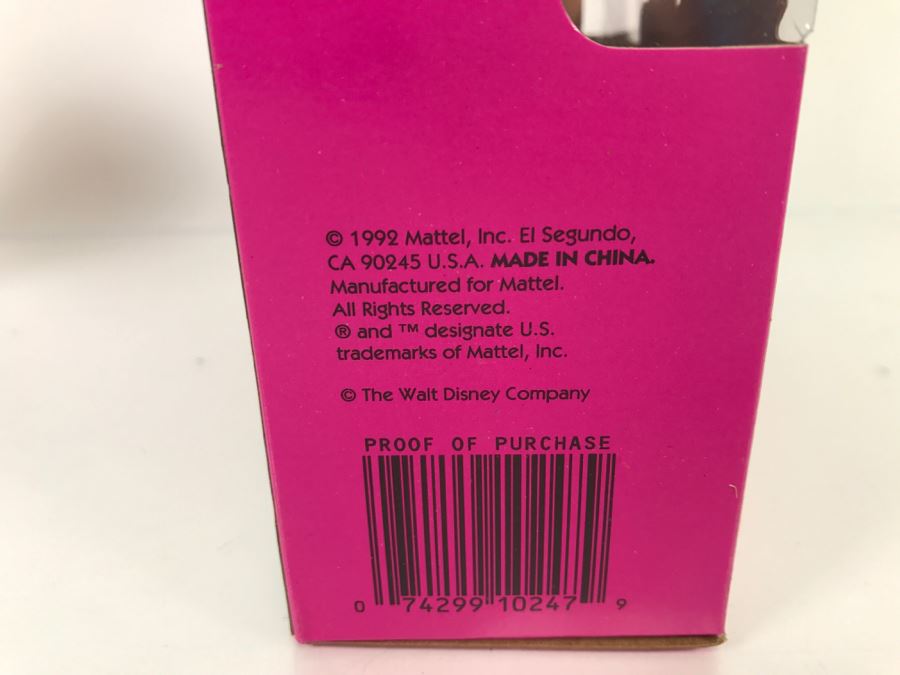 © 1992 Mattel, Inc. El Segundo,
CA 90245 U.S.A. MADE IN CHINA.
Manufactured for Mattel.
All Rights Reserved.
® and ™ designate U.S.
trademarks of Mattel, Inc.
© The Walt Disney Company
PROOF OF PURCHASE
0 74299 10247 9